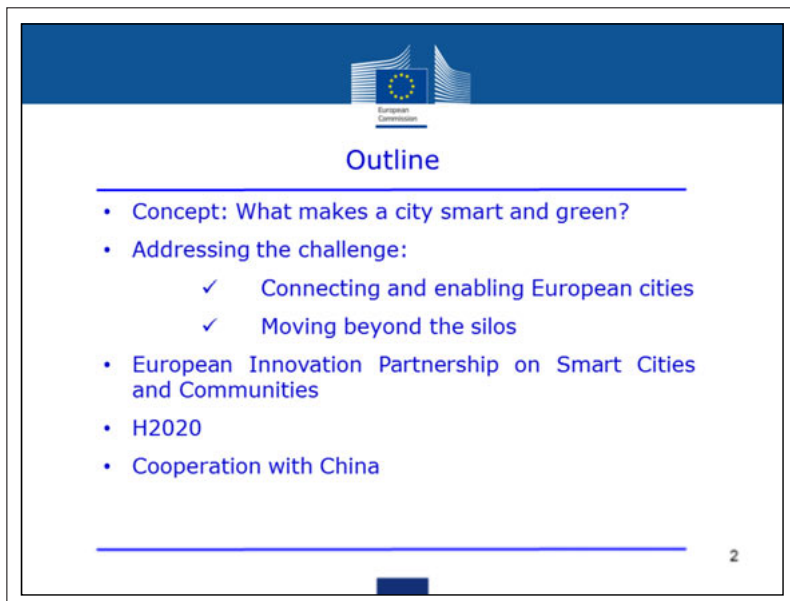 European
Commission
Outline
• Concept: What makes a city smart and green?
• Addressing the challenge:
✓ Connecting and enabling European cities
✓ Moving beyond the silos
• European Innovation Partnership on Smart Cities
and Communities
• H2020
• Cooperation with China
2